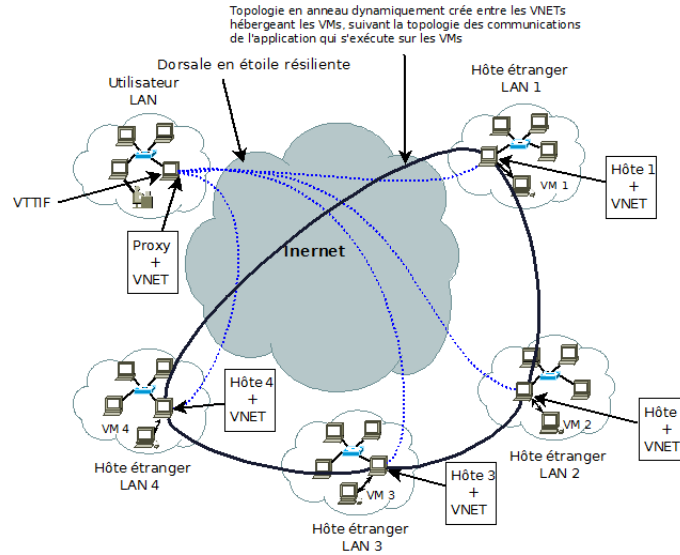 Topologie en anneau dynamiquement crée entre les VNETs
hébergeant les VMs, suivant la topologie des communications
de l'application qui s'exécute sur les VMs
Dorsale en étoile résiliente
Utilisateur
LAN
Hôte étranger
LAN 1
VTTIF
VM 1
Hôte 1
+
VNET
Proxy
+
VNET
Inernet
Hôte 4
+
VNET
VM 4
Hôte étranger
LAN 4
VM 2
Hôte
+
VNET
Hôte étranger
LAN 2
VM 3
Hôte 3
+
VNET
Hôte étranger
LAN 3